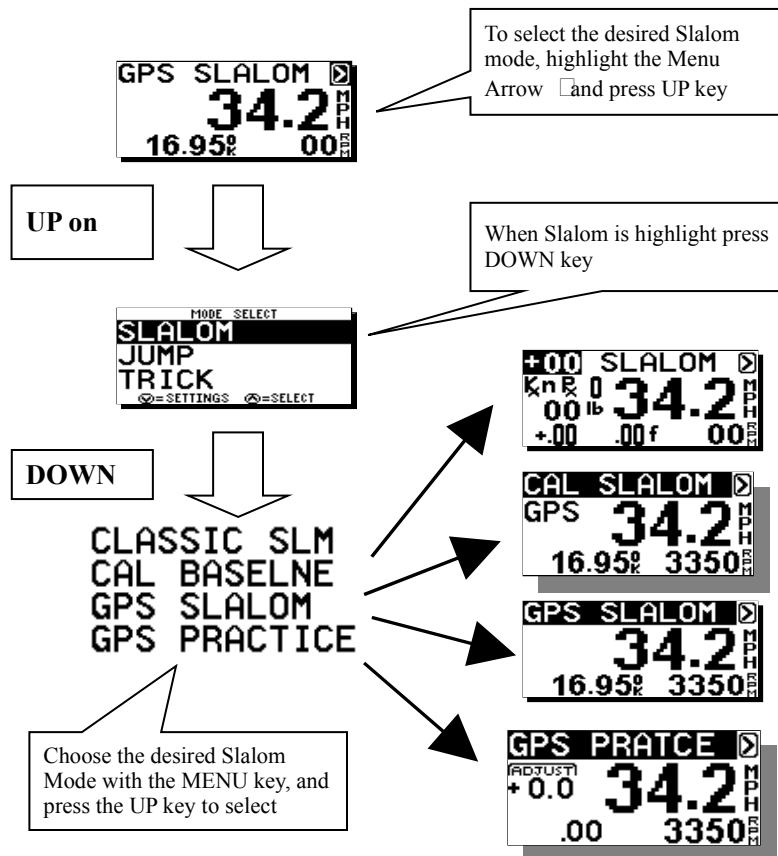 To select the desired Slalom
mode, highlight the Menu
Arrow □and press UP key
GPS SLALOM
34.2 MPH
16.95 OK 00 RPM
UP on
When Slalom is highlight press
DOWN key
MODE SELECT
SLALOM
JUMP
TRICK
=SETTINGS =SELECT
DOWN
CLASSIC SLM
CAL BASELNE
GPS SLALOM
GPS PRACTICE
+00 SLALOM
34.2 MPH
00 lb
+.00 .00 f 00 RPM
CAL SLALOM
GPS 34.2 MPH
16.95 OK 3350 RPM
GPS SLALOM
34.2 MPH
16.95 OK 3350 RPM
GPS PRATCE
ADJUST
+0.0 34.2 MPH
.00 3350 RPM
Choose the desired Slalom
Mode with the MENU key, and
press the UP key to select